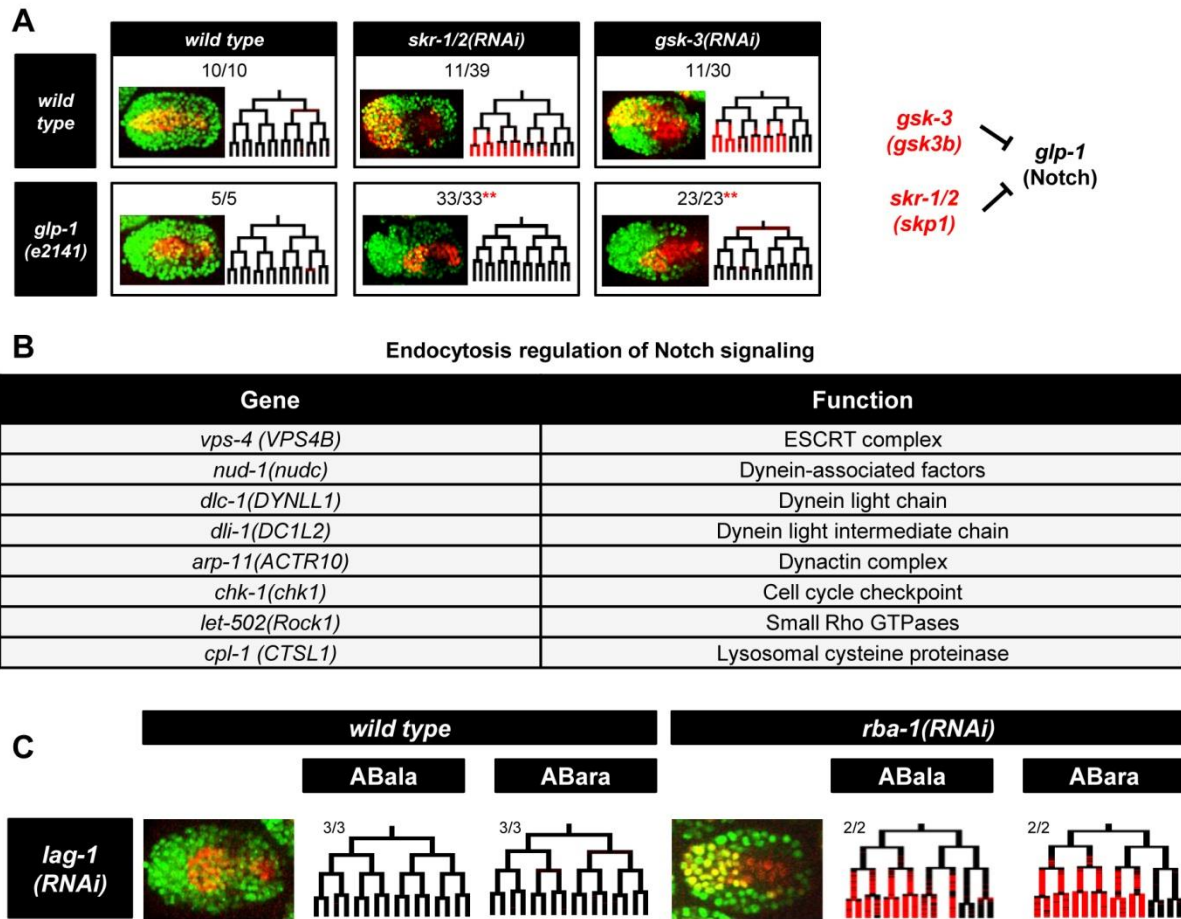 A
wild type
skr-1/2(RNAi)
gsk-3(RNAi)
wild
type
10/10
11/39
11/30
gsk-3
(gsk3b)
glp-1
(Notch)
skr-1/2
(skp1)
glp-1
(e2141)
5/5
33/33**
23/23**
B
Endocytosis regulation of Notch signaling
Gene Function
vps-4 (VPS4B) ESCRT complex
nud-1(nudc) Dynein-associated factors
dlc-1(DYNLL1) Dynein light chain
dli-1(DC1L2) Dynein light intermediate chain
arp-11(ACTR10) Dynactin complex
chk-1(chk1) Cell cycle checkpoint
let-502(Rock1) Small Rho GTPases
cpl-1 (CTSL1) Lysosomal cysteine proteinase
C
wild type
rba-1(RNAi)
ABala
ABara
ABala
ABara
lag-1
(RNAi)
3/3
3/3
2/2
2/2